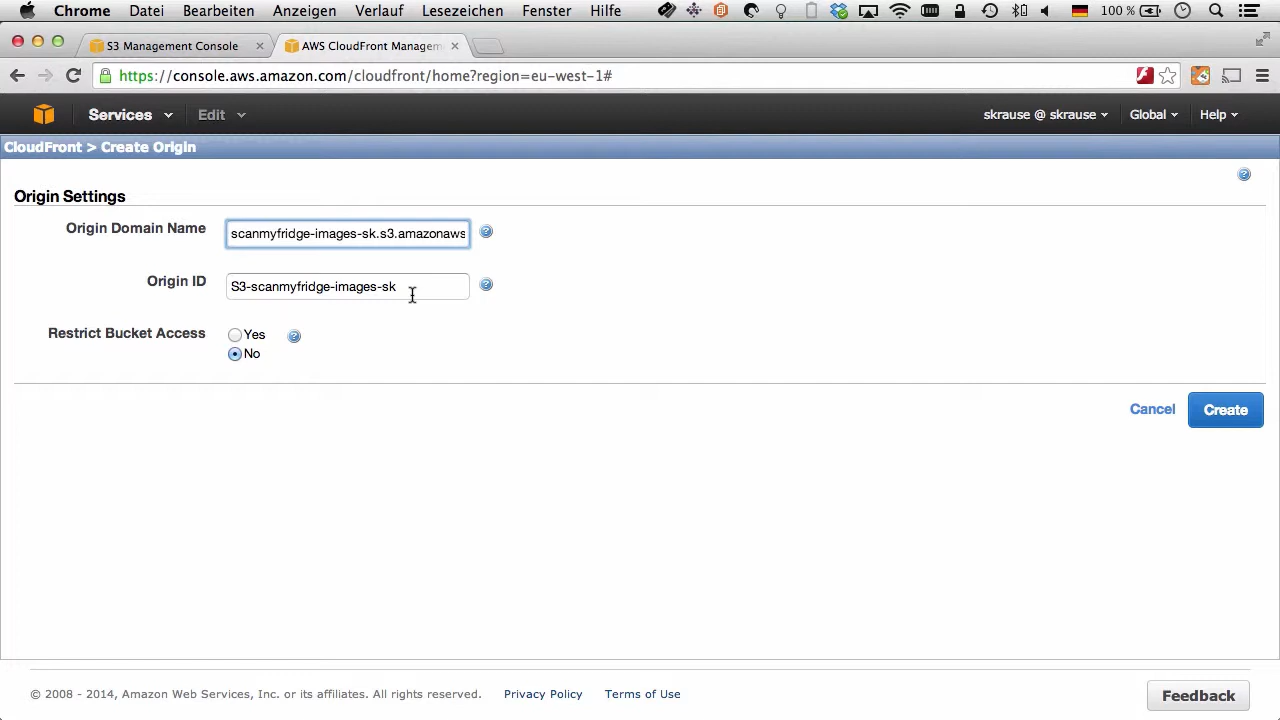 Chrome Datei Bearbeiten Anzeigen Verlauf Lesezeichen Fenster Hilfe 100 %
S3 Management Console AWS CloudFront Managem
https://console.aws.amazon.com/cloudfront/home?region=eu-west-1#
Services Edit skrause @ skrause Global Help
CloudFront > Create Origin
Origin Settings
Origin Domain Name scanmyfridge-images-sk.s3.amazonaws
Origin ID S3-scanmyfridge-images-sk
Restrict Bucket Access Yes
No
Cancel Create
© 2008 - 2014, Amazon Web Services, Inc. or its affiliates. All rights reserved. Privacy Policy Terms of Use Feedback